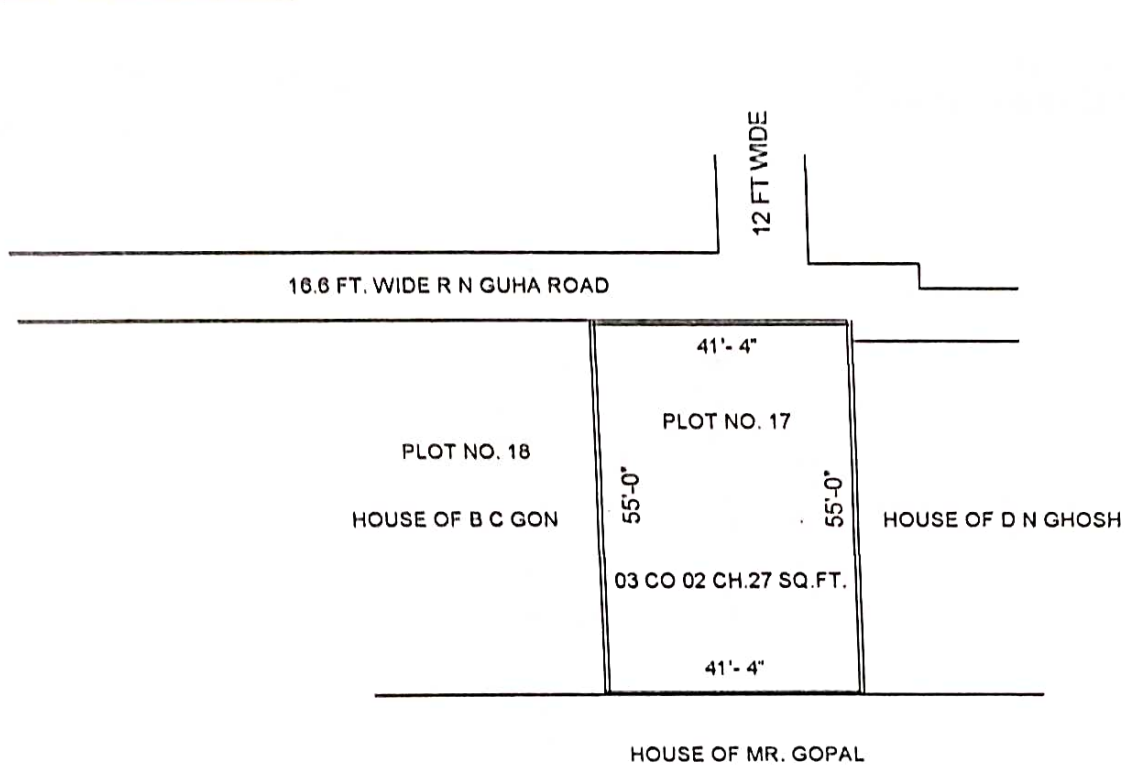 12 FT WIDE
16.6 FT. WIDE R N GUHA ROAD
41'- 4"
PLOT NO. 17
PLOT NO. 18
55'-0"
55'-0"
HOUSE OF B C GON
HOUSE OF D N GHOSH
03 CO 02 CH.27 SQ.FT.
41'- 4"
HOUSE OF MR. GOPAL